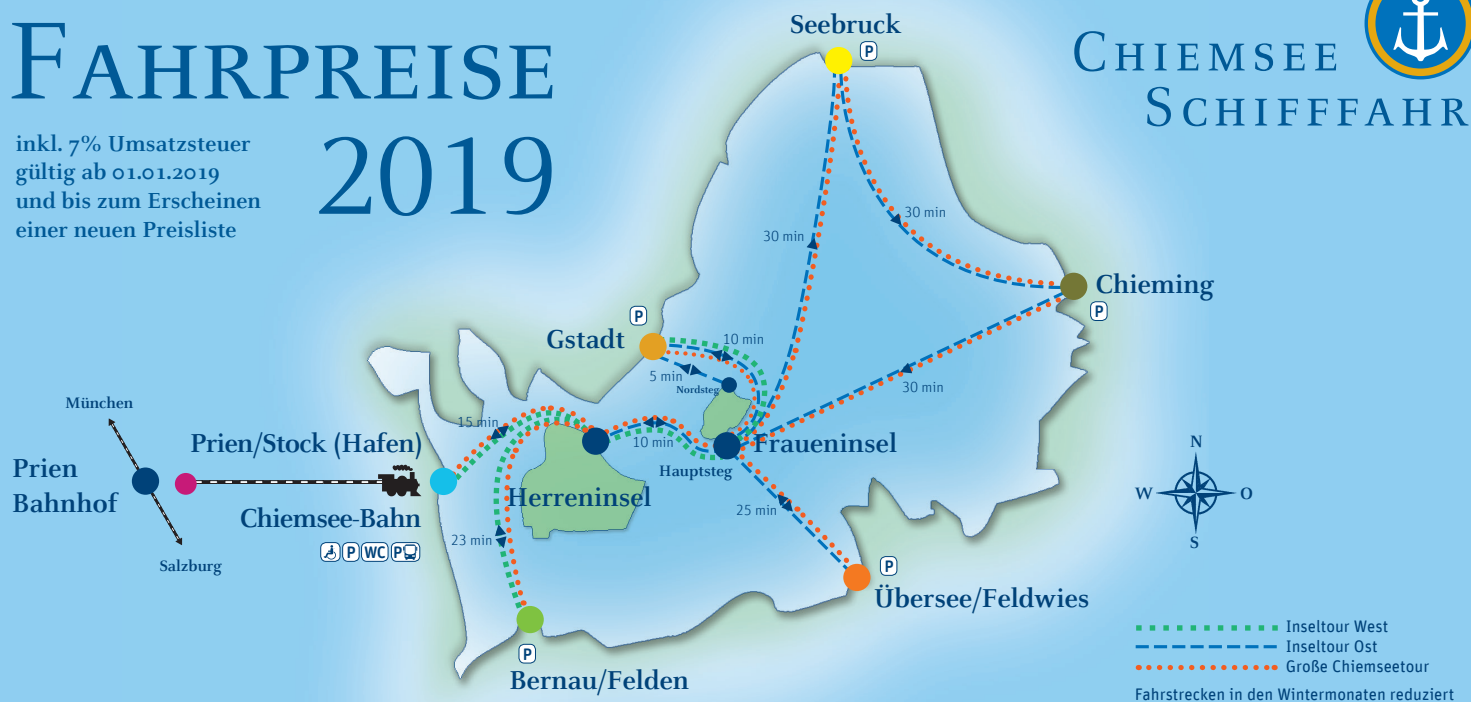 FAHRPREISE
2019
inkl. 7% Umsatzsteuer
gültig ab 01.01.2019
und bis zum Erscheinen
einer neuen Preisliste
CHIEMSEE
SCHIFFFAHR
Seebruck
P
30 min
30 min
Chieming
P
P
Gstadt
10 min
5 min
Nordsteg
30 min
München
15 min
Prien/Stock (Hafen)
10 min
Fraueninsel
Hauptsteg
Prien
Bahnhof
Herreninsel
Chiemsee-Bahn
P WC P
23 min
25 min
Salzburg
N
W O
S
P
Übersee/Feldwies
P
Bernau/Felden
Inseltour West
Inseltour Ost
Große Chiemseetour
Fahrstrecken in den Wintermonaten reduziert